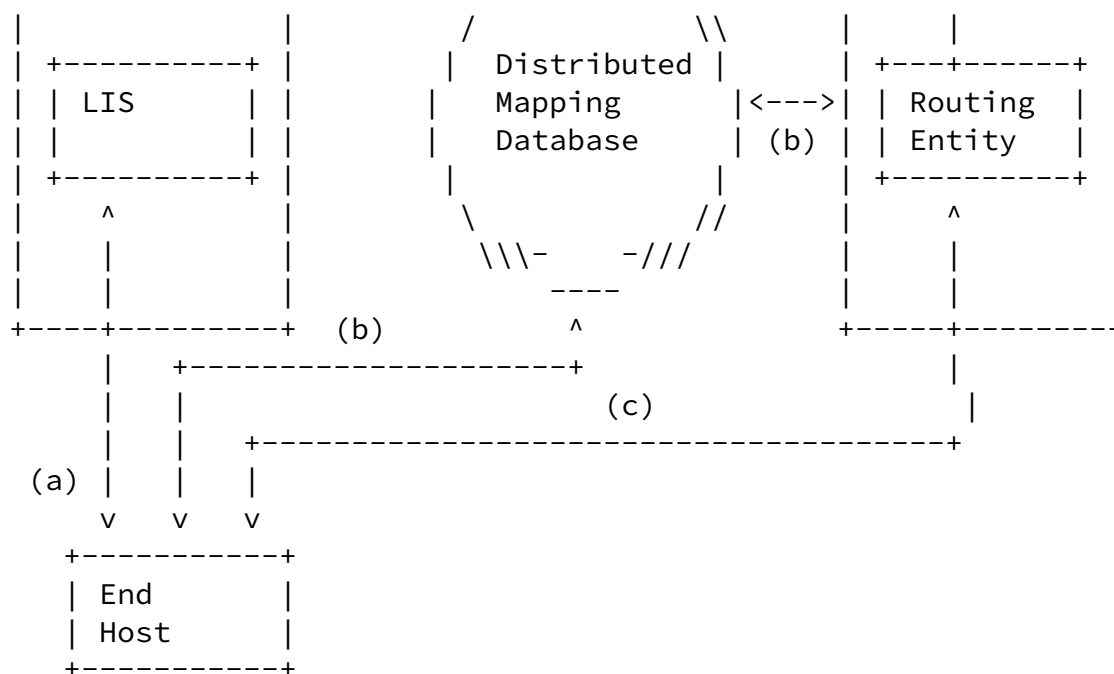 LIS Distributed Routing
Mapping <---> Entity
Database (b)
(b)
(c)
(a)
End
Host